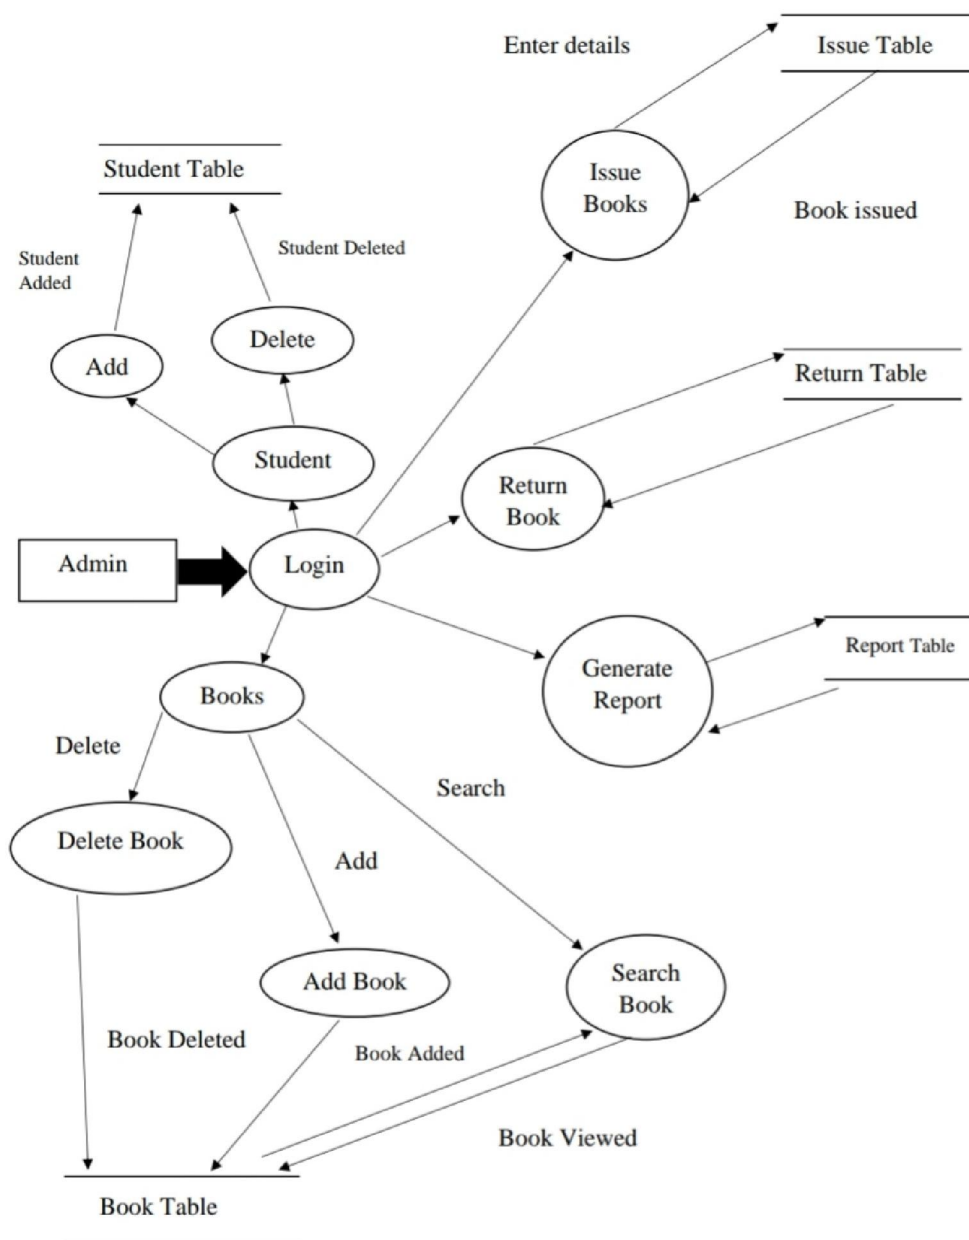 Enter details
Issue Table
Student Table
Issue
Books
Book issued
Student
Added
Student Deleted
Add
Delete
Return Table
Student
Return
Book
Admin
Login
Generate
Report
Report Table
Books
Delete
Search
Delete Book
Add
Add Book
Search
Book
Book Deleted
Book Added
Book Viewed
Book Table